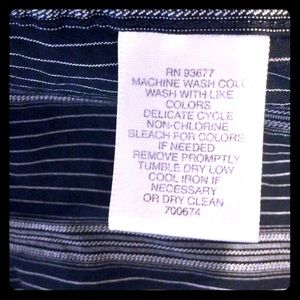 RN 93677
MACHINE WASH COLD
WASH WITH LIKE
COLORS
DELICATE CYCLE
NON-CHLORINE
BLEACH FOR COLORS
IF NEEDED
REMOVE PROMPTLY
TUMBLE DRY LOW
COOL IRON IF
NECESSARY
OR DRY CLEAN
700674